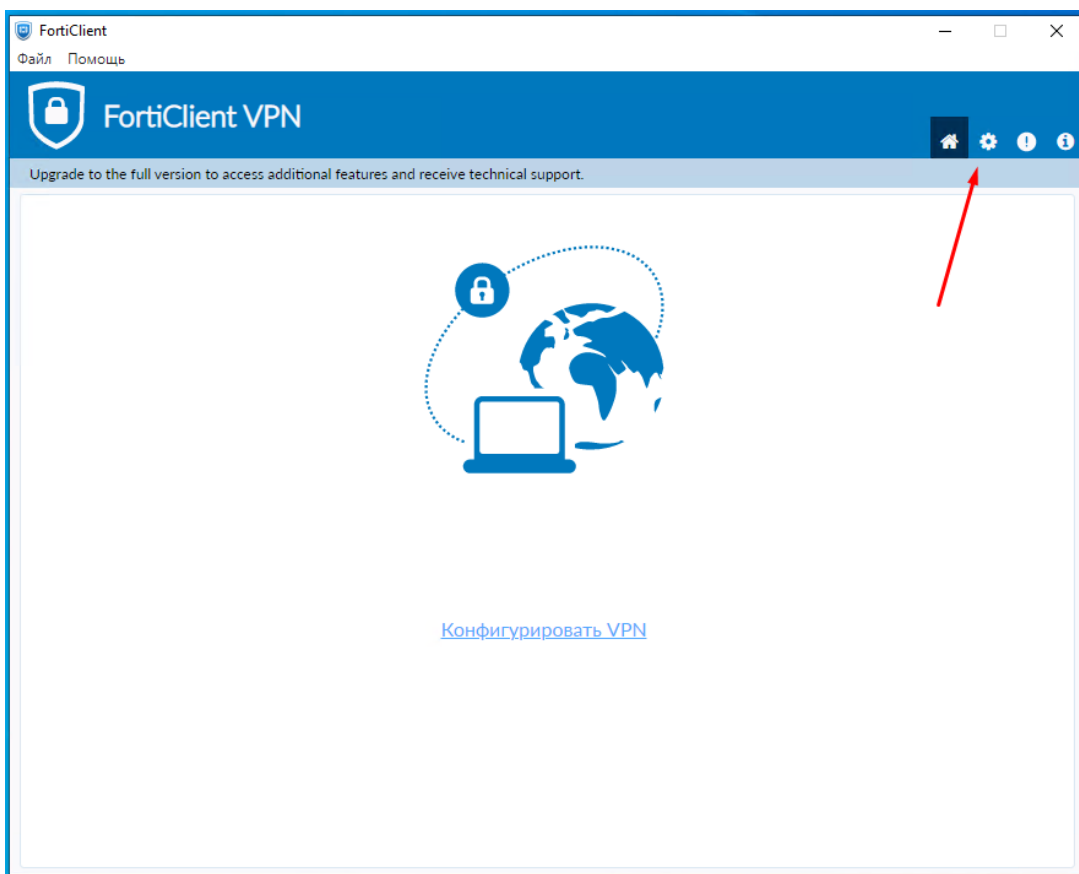 FortiClient
Файл Помощь
FortiClient VPN
Upgrade to the full version to access additional features and receive technical support.
Конфигурировать VPN